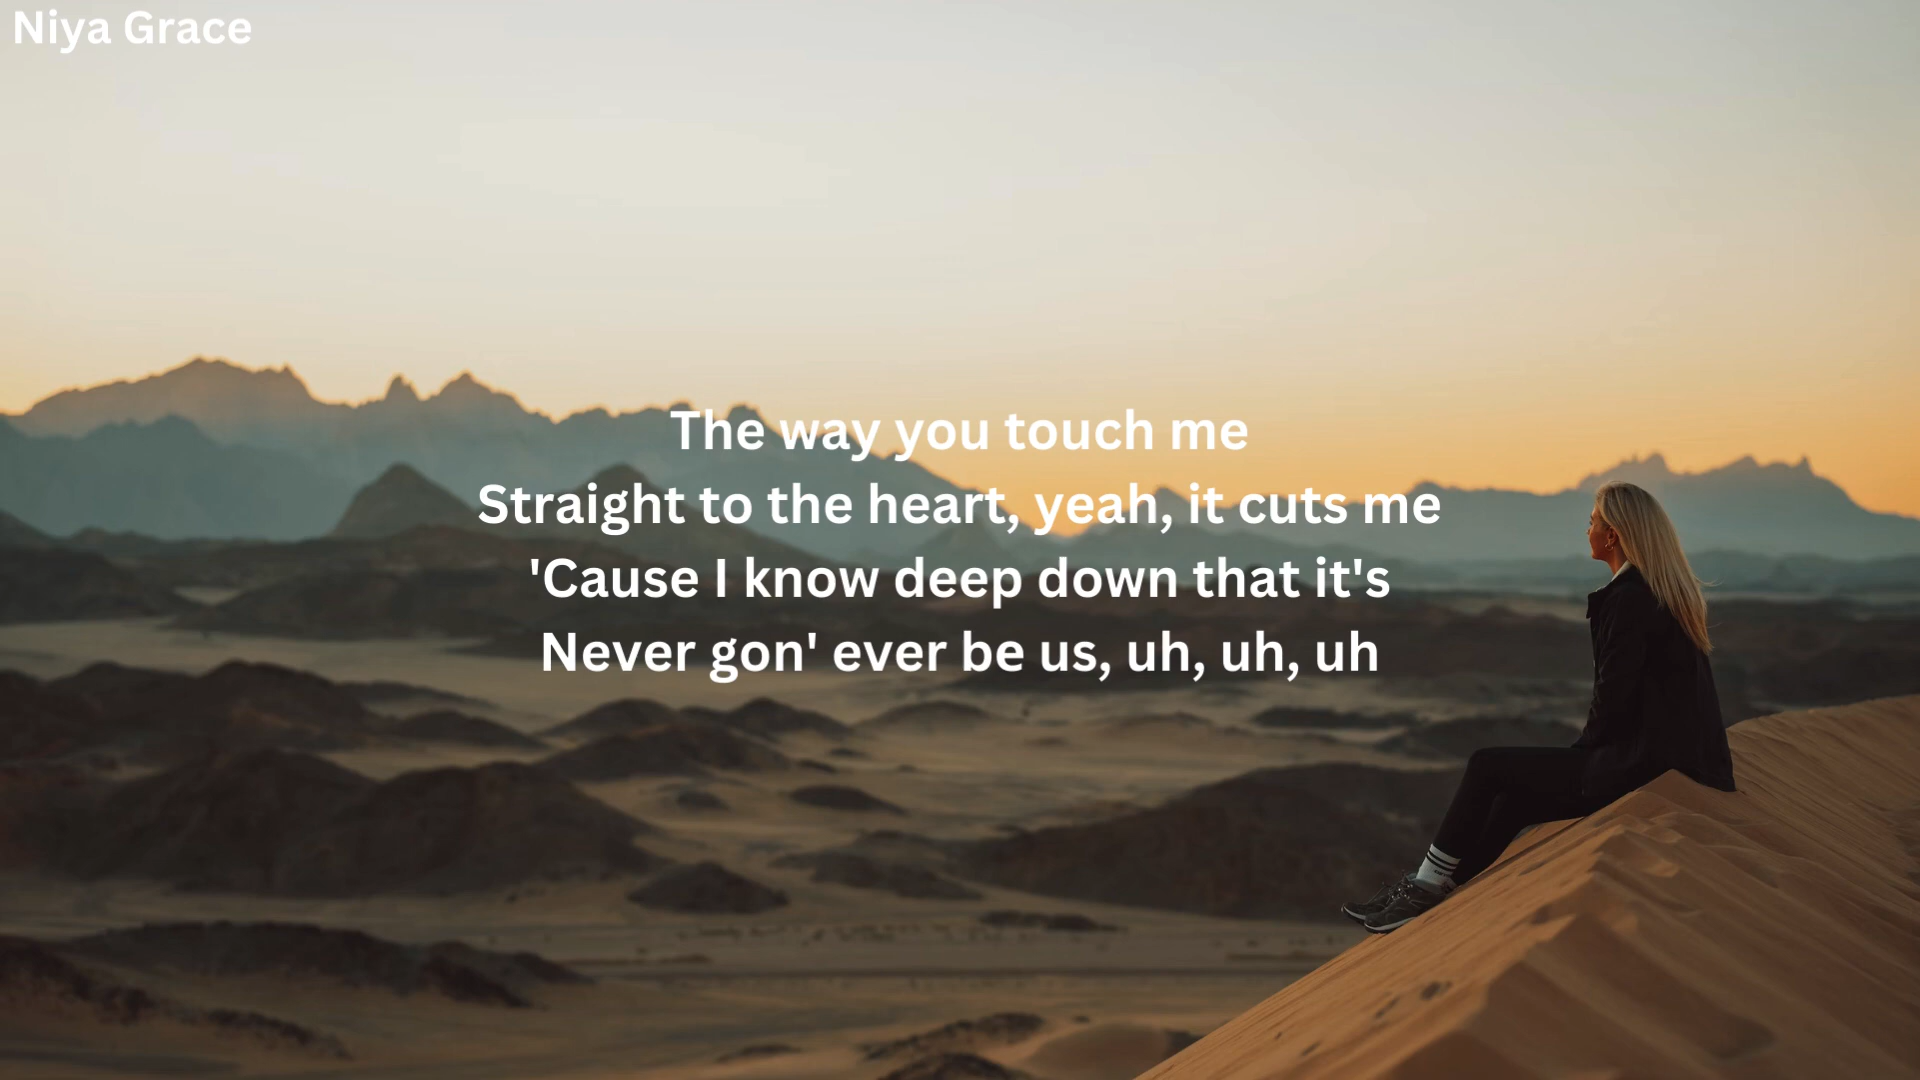 Niya Grace
The way you touch me
Straight to the heart, yeah, it cuts me
'Cause I know deep down that it's
Never gon' ever be us, uh, uh, uh